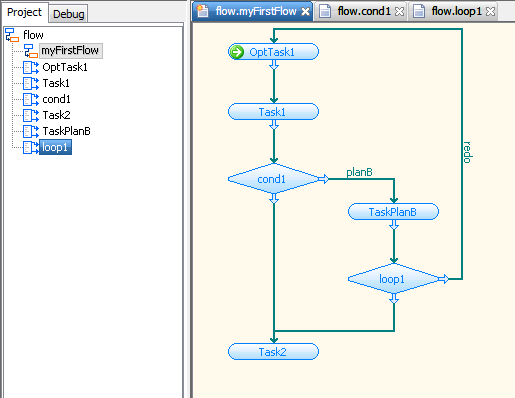 Project
Debug
flow
myFirstFlow
OptTask1
Task1
cond1
Task2
TaskPlanB
loop1
flow.myFirstFlow
flow.cond1
flow.loop1
OptTask1
Task1
cond1
planB
redo
TaskPlanB
loop1
Task2